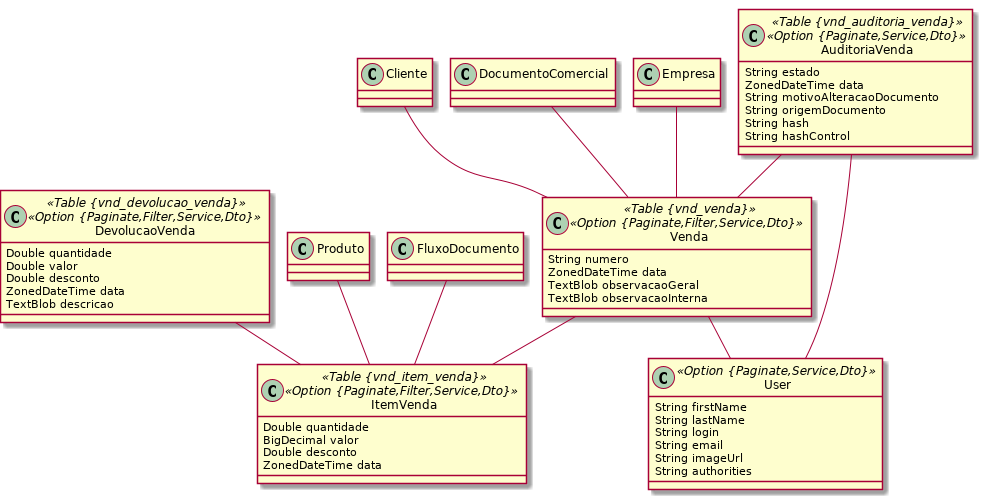 «Table {vnd_auditoria_venda}»
C «Option {Paginate,Service,Dto}»
AuditoriaVenda
String estado
ZonedDateTime data
String motivoAlteracaoDocumento
String origemDocumento
String hash
String hashControl
C Cliente
C DocumentoComercial
C Empresa
«Table {vnd_devolucao_venda}»
C «Option {Paginate,Filter,Service,Dto}»
DevolucaoVenda
Double quantidade
Double valor
Double desconto
ZonedDateTime data
TextBlob descricao
C Produto
C FluxoDocumento
«Table {vnd_venda}»
C «Option {Paginate,Filter,Service,Dto}»
Venda
String numero
ZonedDateTime data
TextBlob observacaoGeral
TextBlob observacaoInterna
«Table {vnd_item_venda}»
C «Option {Paginate,Filter,Service,Dto}»
ItemVenda
Double quantidade
BigDecimal valor
Double desconto
ZonedDateTime data
C «Option {Paginate,Service,Dto}»
User
String firstName
String lastName
String login
String email
String imageUrl
String authorities